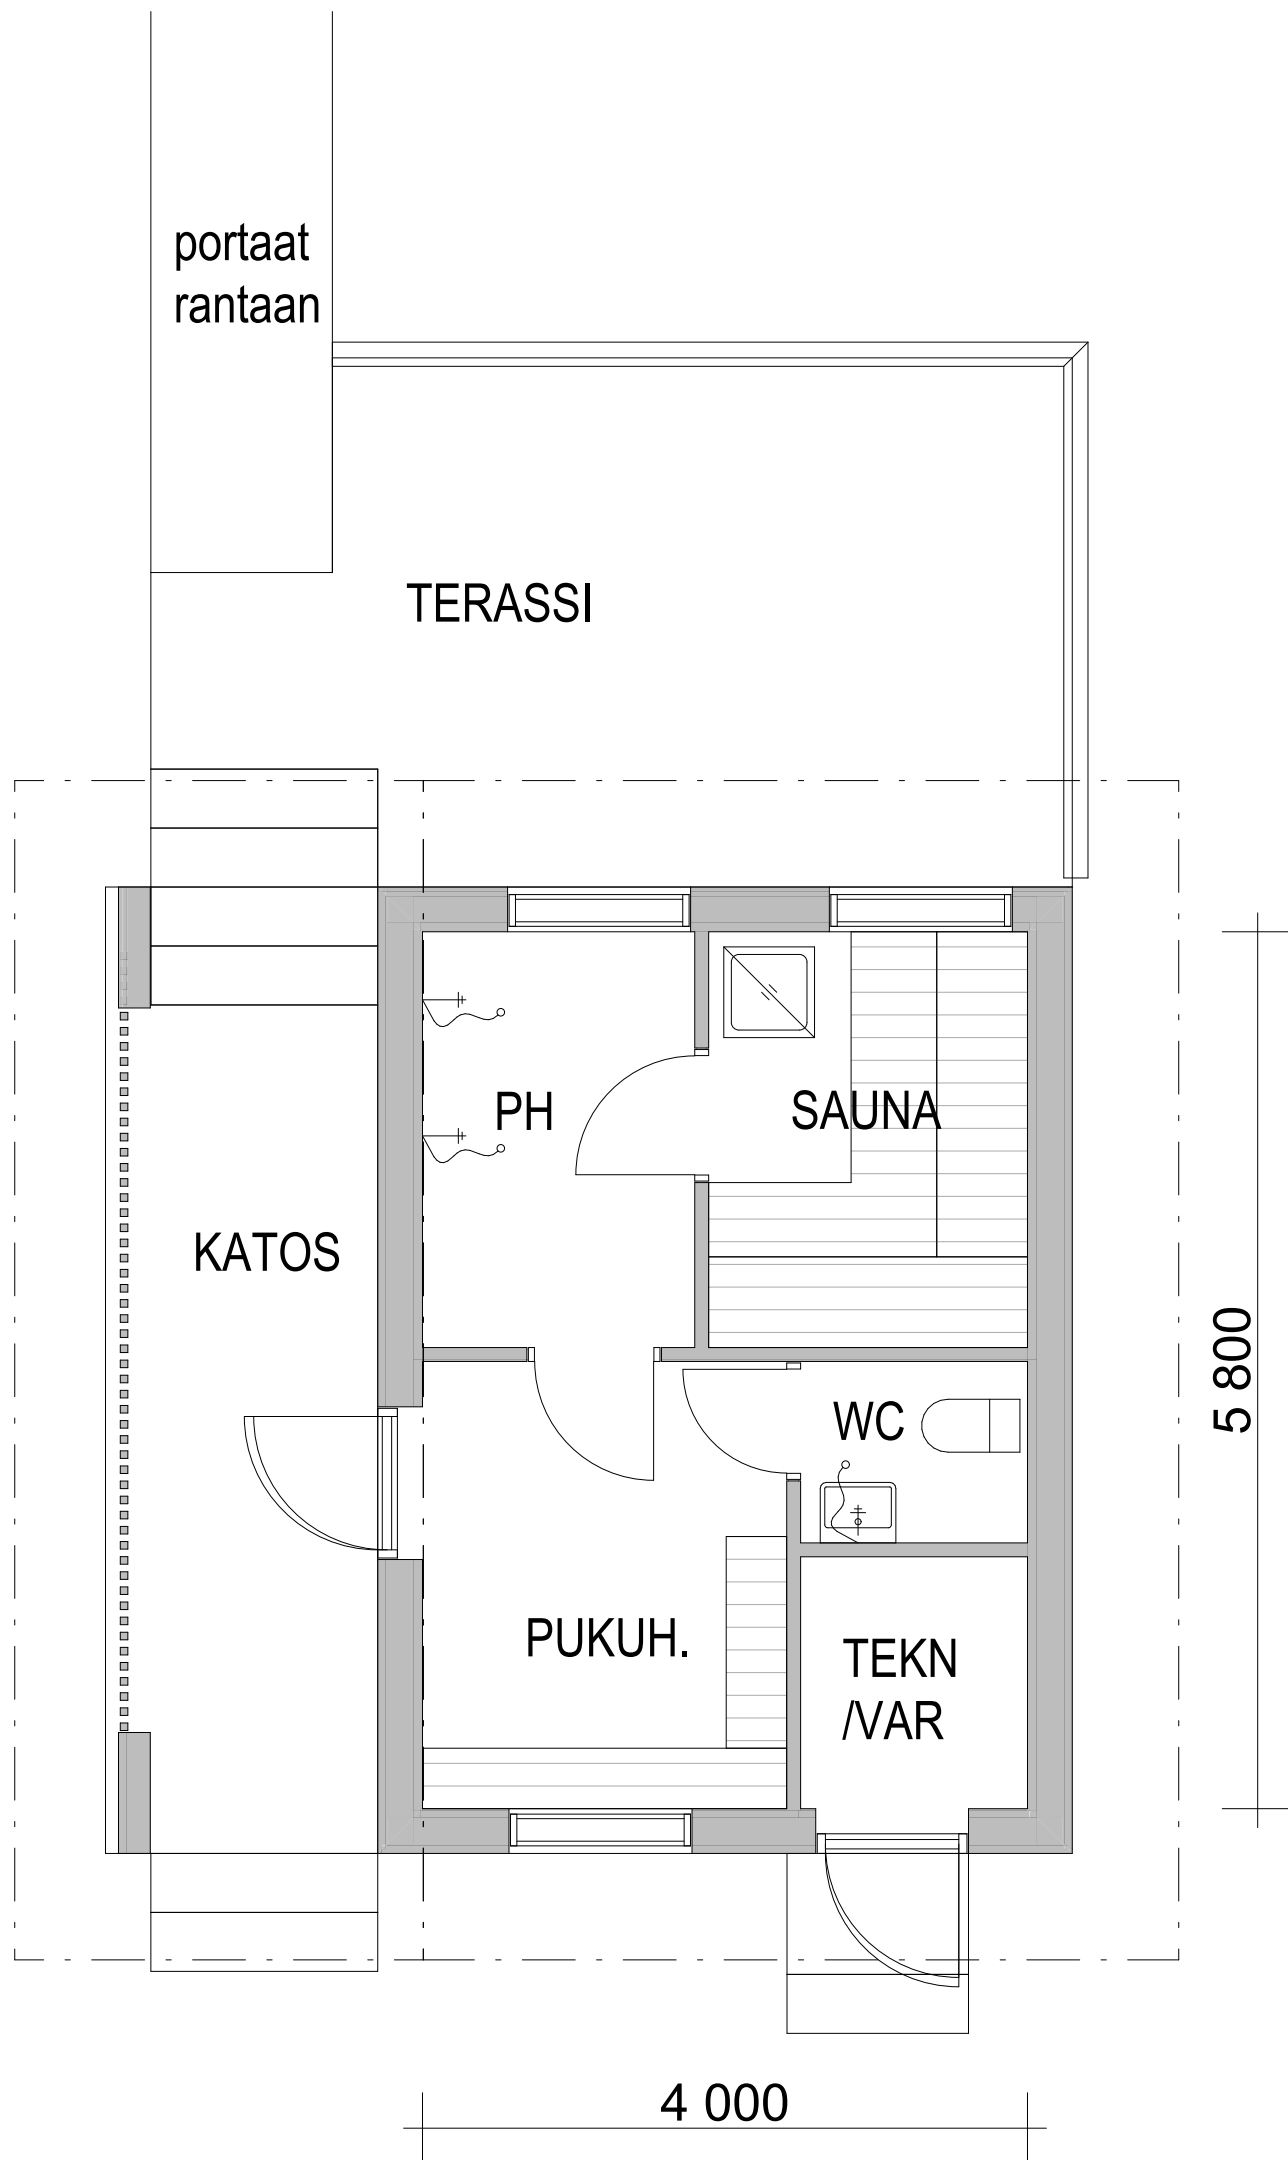 portaat
rantaan
TERASSI
PH
SAUNA
KATOS
5 800
WC
PUKUH.
TEKN
/VAR
4 000